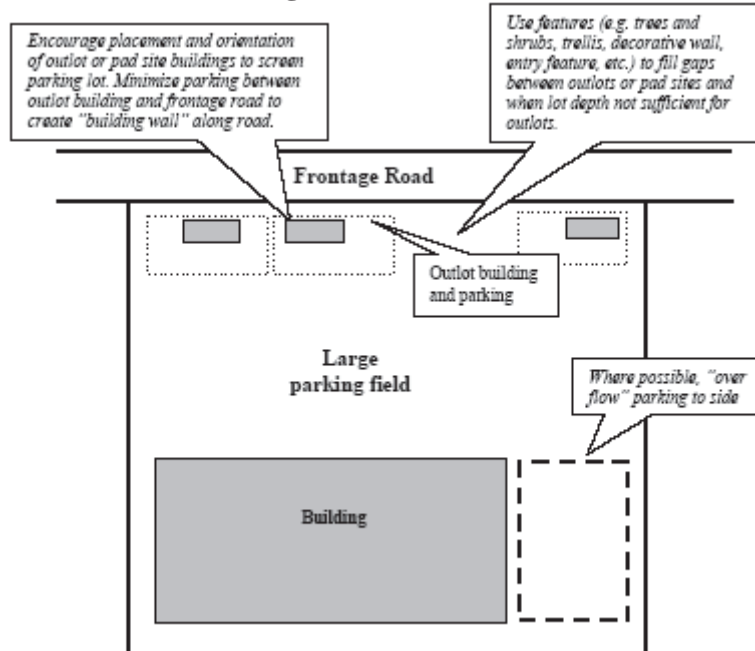 Encourage placement and orientation
of outlot or pad site buildings to screen
parking lot. Minimize parking between
outlot building and frontage road to
create "building wall" along road.
Use features (e.g. trees and
shrubs, trellis, decorative wall,
entry feature, etc.) to fill gaps
between outlots or pad sites and
when lot depth not sufficient for
outlots.
Frontage Road
Outlot building
and parking
Large
parking field
Where possible, "over
flow" parking to side
Building